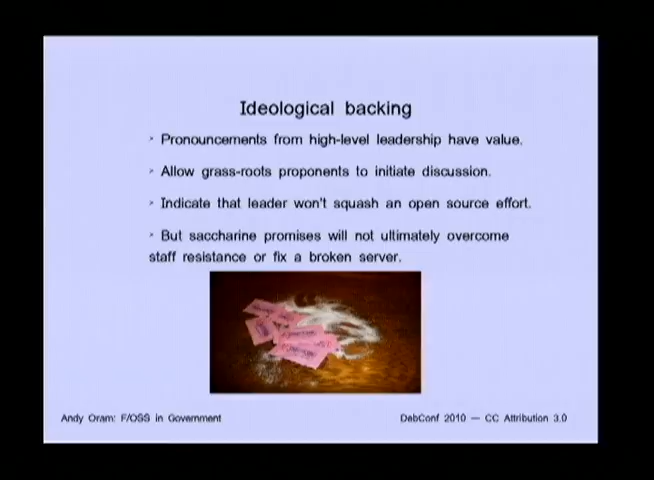 Ideological backing
Pronouncements from high-level leadership have value.
Allow grass-roots proponents to initiate discussion.
Indicate that leader won't squash an open source effort.
But saccharine promises will not ultimately overcome
staff resistance or fix a broken server.
Andy Oram: F/OSS in Government
DebConf 2010 — CC Attribution 3.0